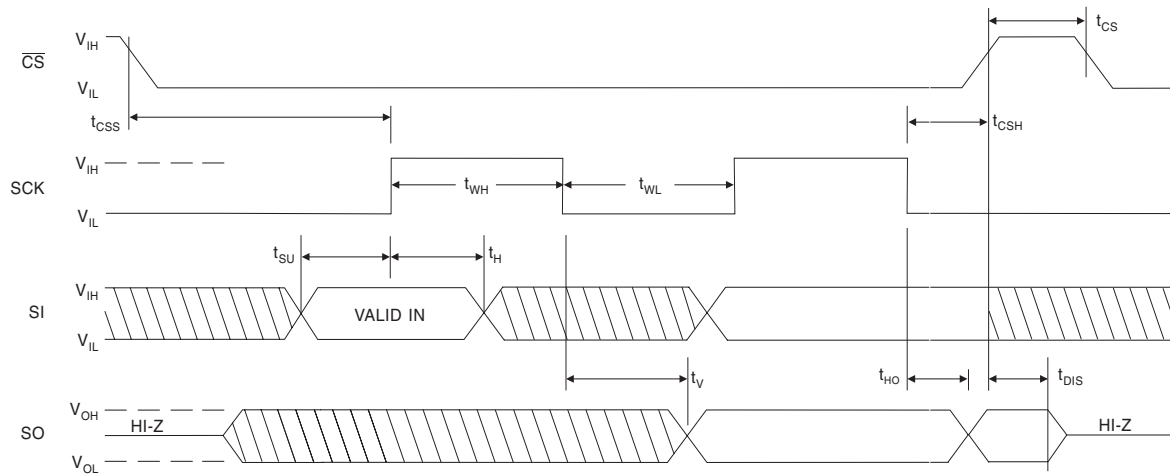 V_IH
t_CS
CS
V_IL
t_CSS
t_CSH
V_IH
t_WH
t_WL
SCK
V_IL
t_SU
t_H
V_IH
SI
VALID IN
V_IL
t_V
t_HO
t_DIS
V_OH
SO
HI-Z
HI-Z
V_OL